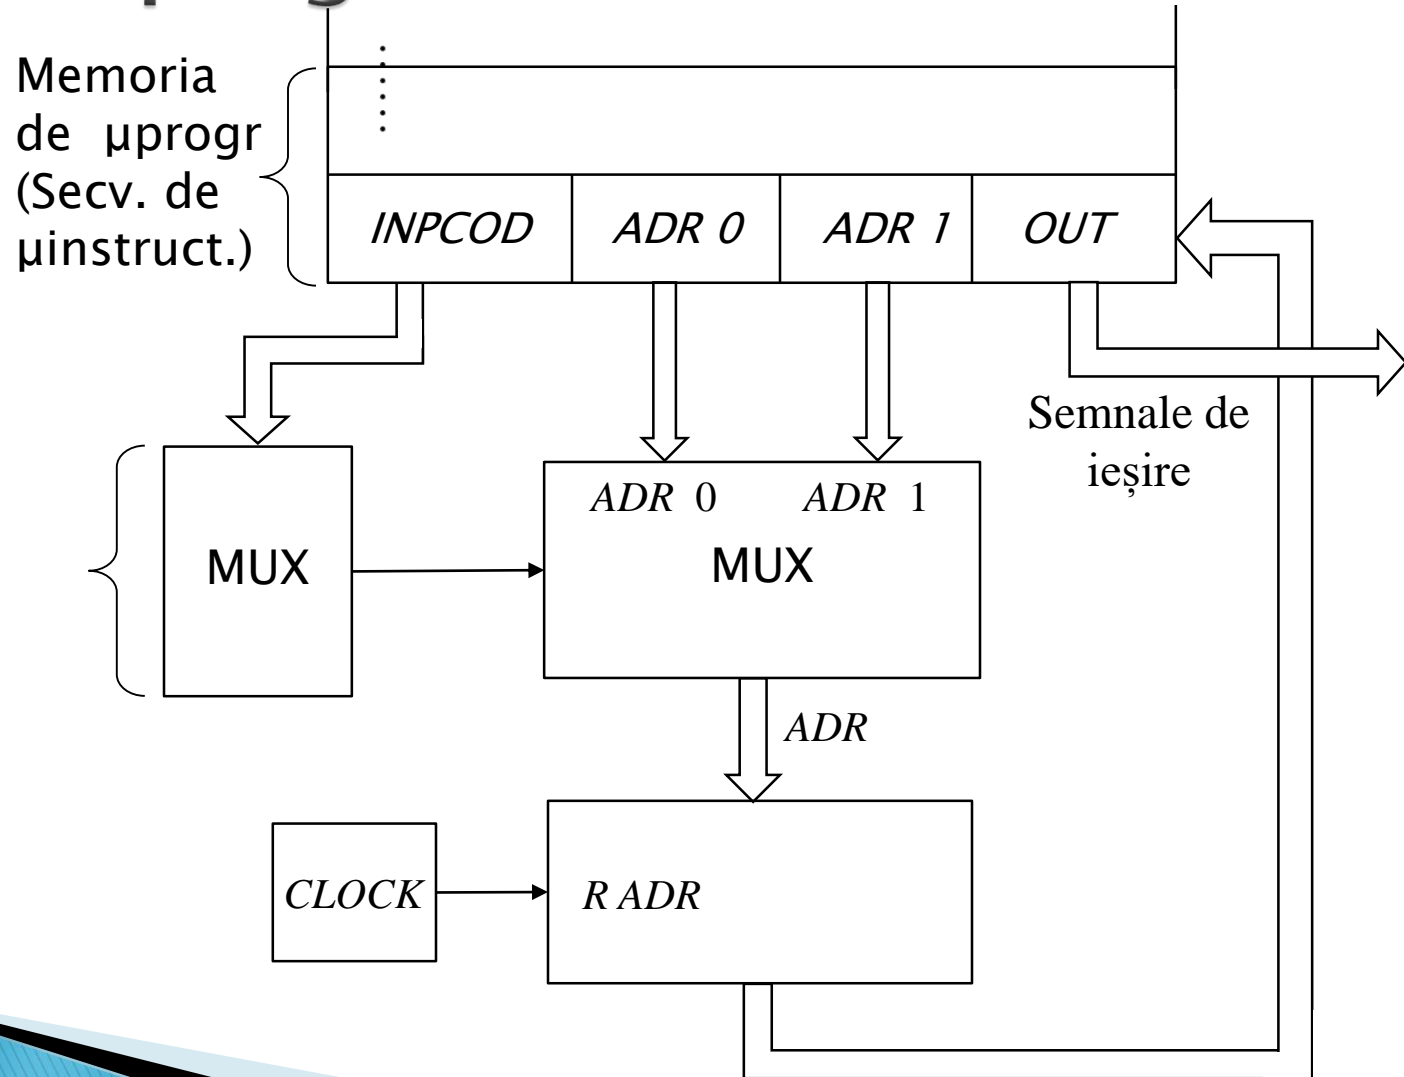 Memoria
de μprogr
(Secv. de
μinstruct.)
INPCOD ADR 0 ADR 1 OUT
Semnale de
ieșire
ADR 0 ADR 1
MUX
MUX
ADR
CLOCK
R ADR